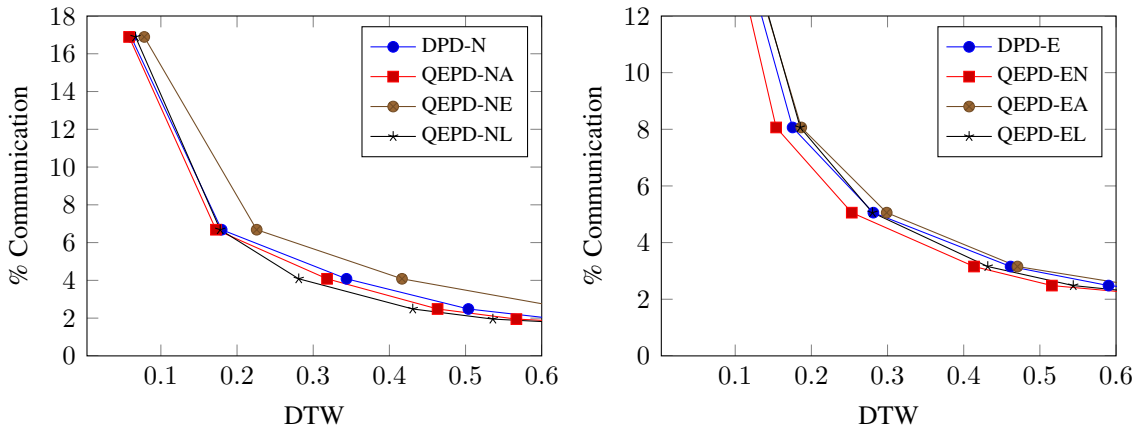 18
16
14
12
10
8
6
4
2
0
% Communication
0.1 0.2 0.3 0.4 0.5 0.6
DTW
DPD-N
QEPD-NA
QEPD-NE
QEPD-NL
12
10
8
6
4
2
0
% Communication
0.1 0.2 0.3 0.4 0.5 0.6
DTW
DPD-E
QEPD-EN
QEPD-EA
QEPD-EL